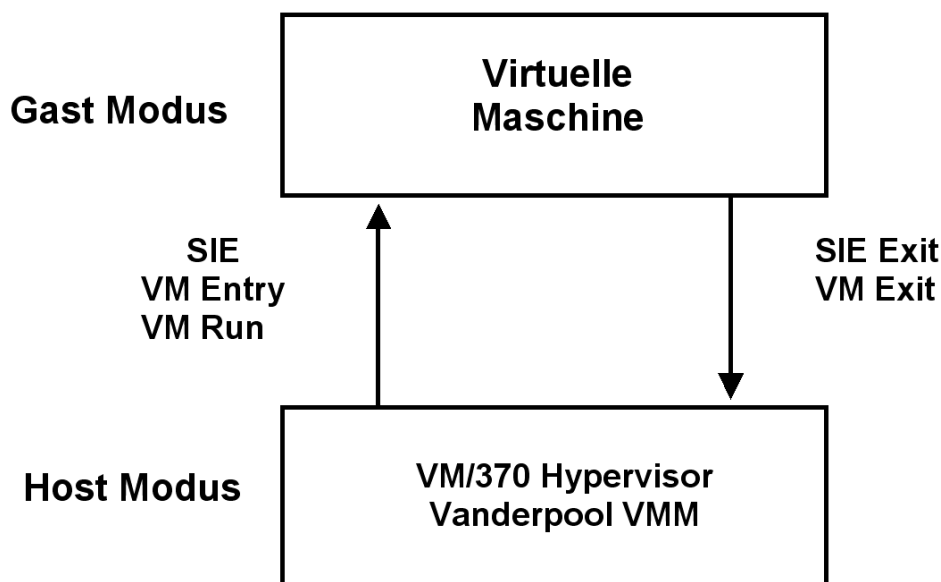 Virtuelle
Maschine
Gast Modus
SIE
VM Entry
VM Run
SIE Exit
VM Exit
Host Modus
VM/370 Hypervisor
Vanderpool VMM